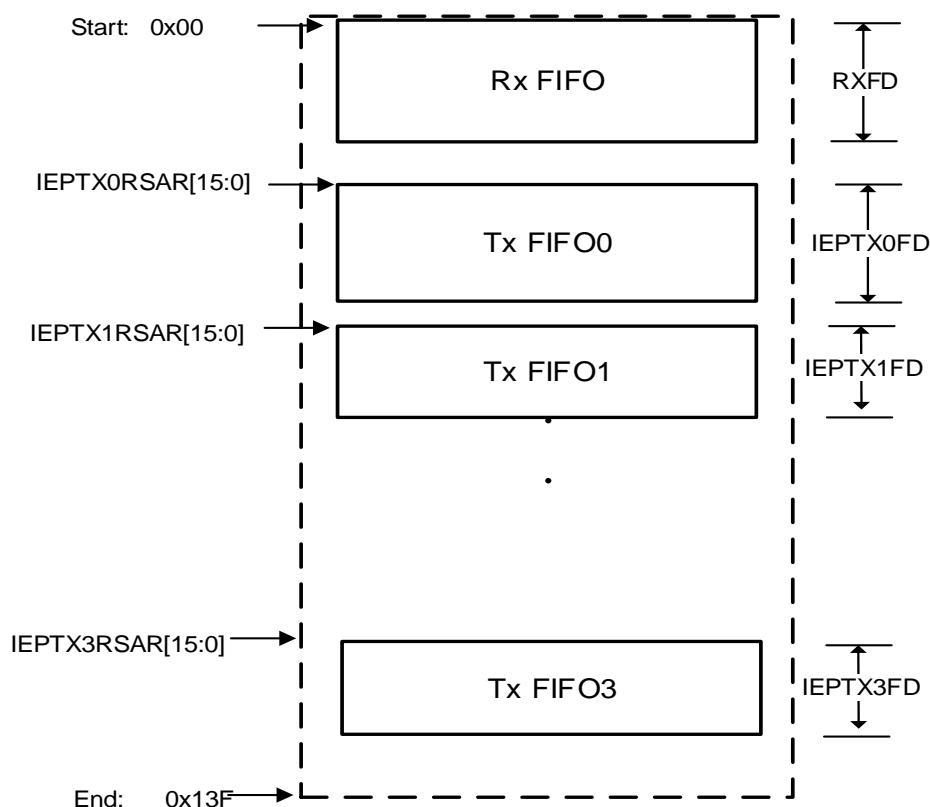 Start: 0x00
Rx FIFO
RXFD
IEPTX0RSAR[15:0]
Tx FIFO0
IEPTX0FD
IEPTX1RSAR[15:0]
Tx FIFO1
IEPTX1FD
IEPTX3RSAR[15:0]
Tx FIFO3
IEPTX3FD
End: 0x13F